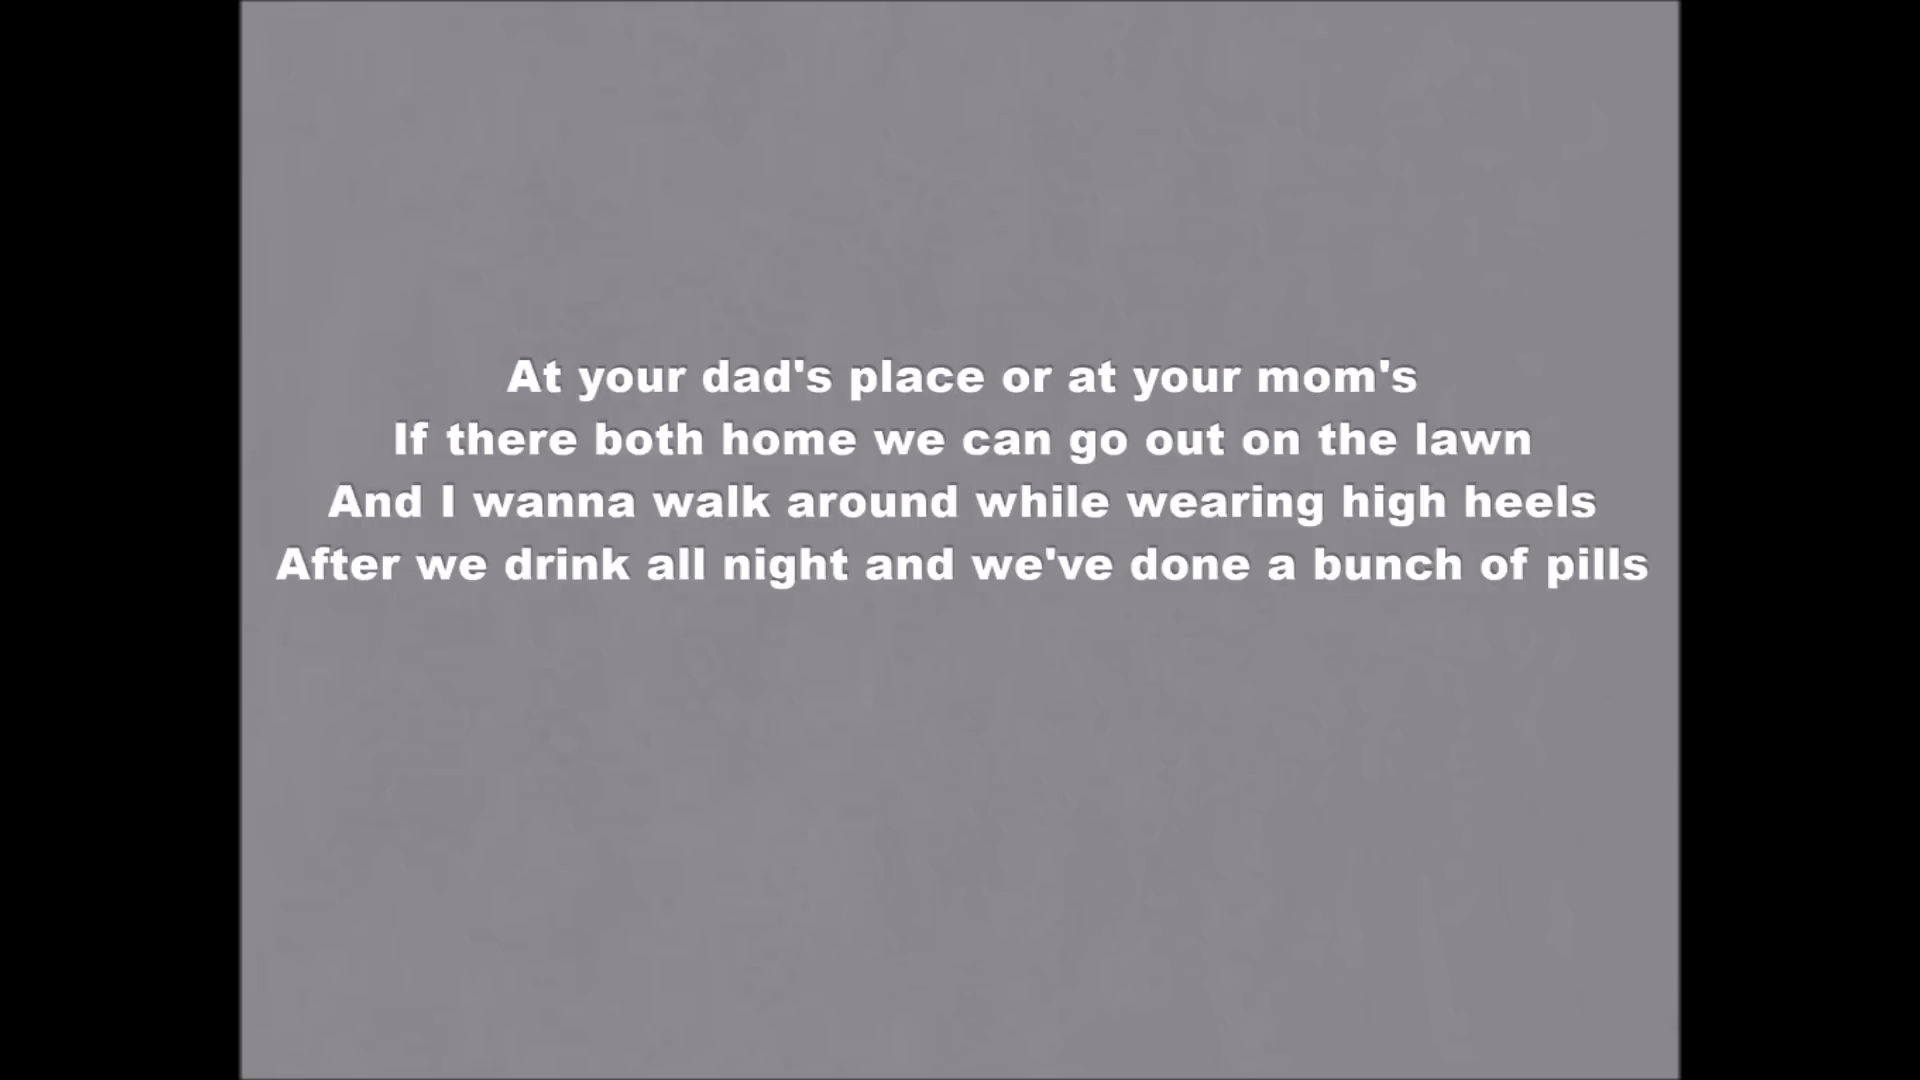 At your dad's place or at your mom's
If there both home we can go out on the lawn
And I wanna walk around while wearing high heels
After we drink all night and we've done a bunch of pills